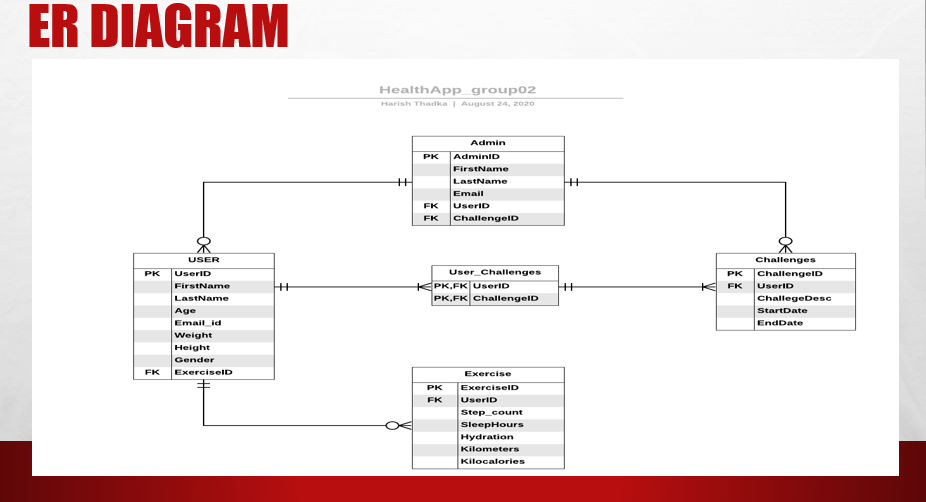 ER DIAGRAM
HealthApp_group02
Harish Thadka | August 24, 2020
Admin
PK AdminID
FirstName
LastName
Email
FK UserID
FK ChallengeID
USER
PK UserID
FirstName
LastName
Age
Email_id
Weight
Height
Gender
FK ExerciseID
User_Challenges
PK,FK UserID
PK,FK ChallengeID
Challenges
PK ChallengeID
FK UserID
ChallegeDesc
StartDate
EndDate
Exercise
PK ExerciseID
FK UserID
Step_count
SleepHours
Hydration
Kilometers
Kilocalories